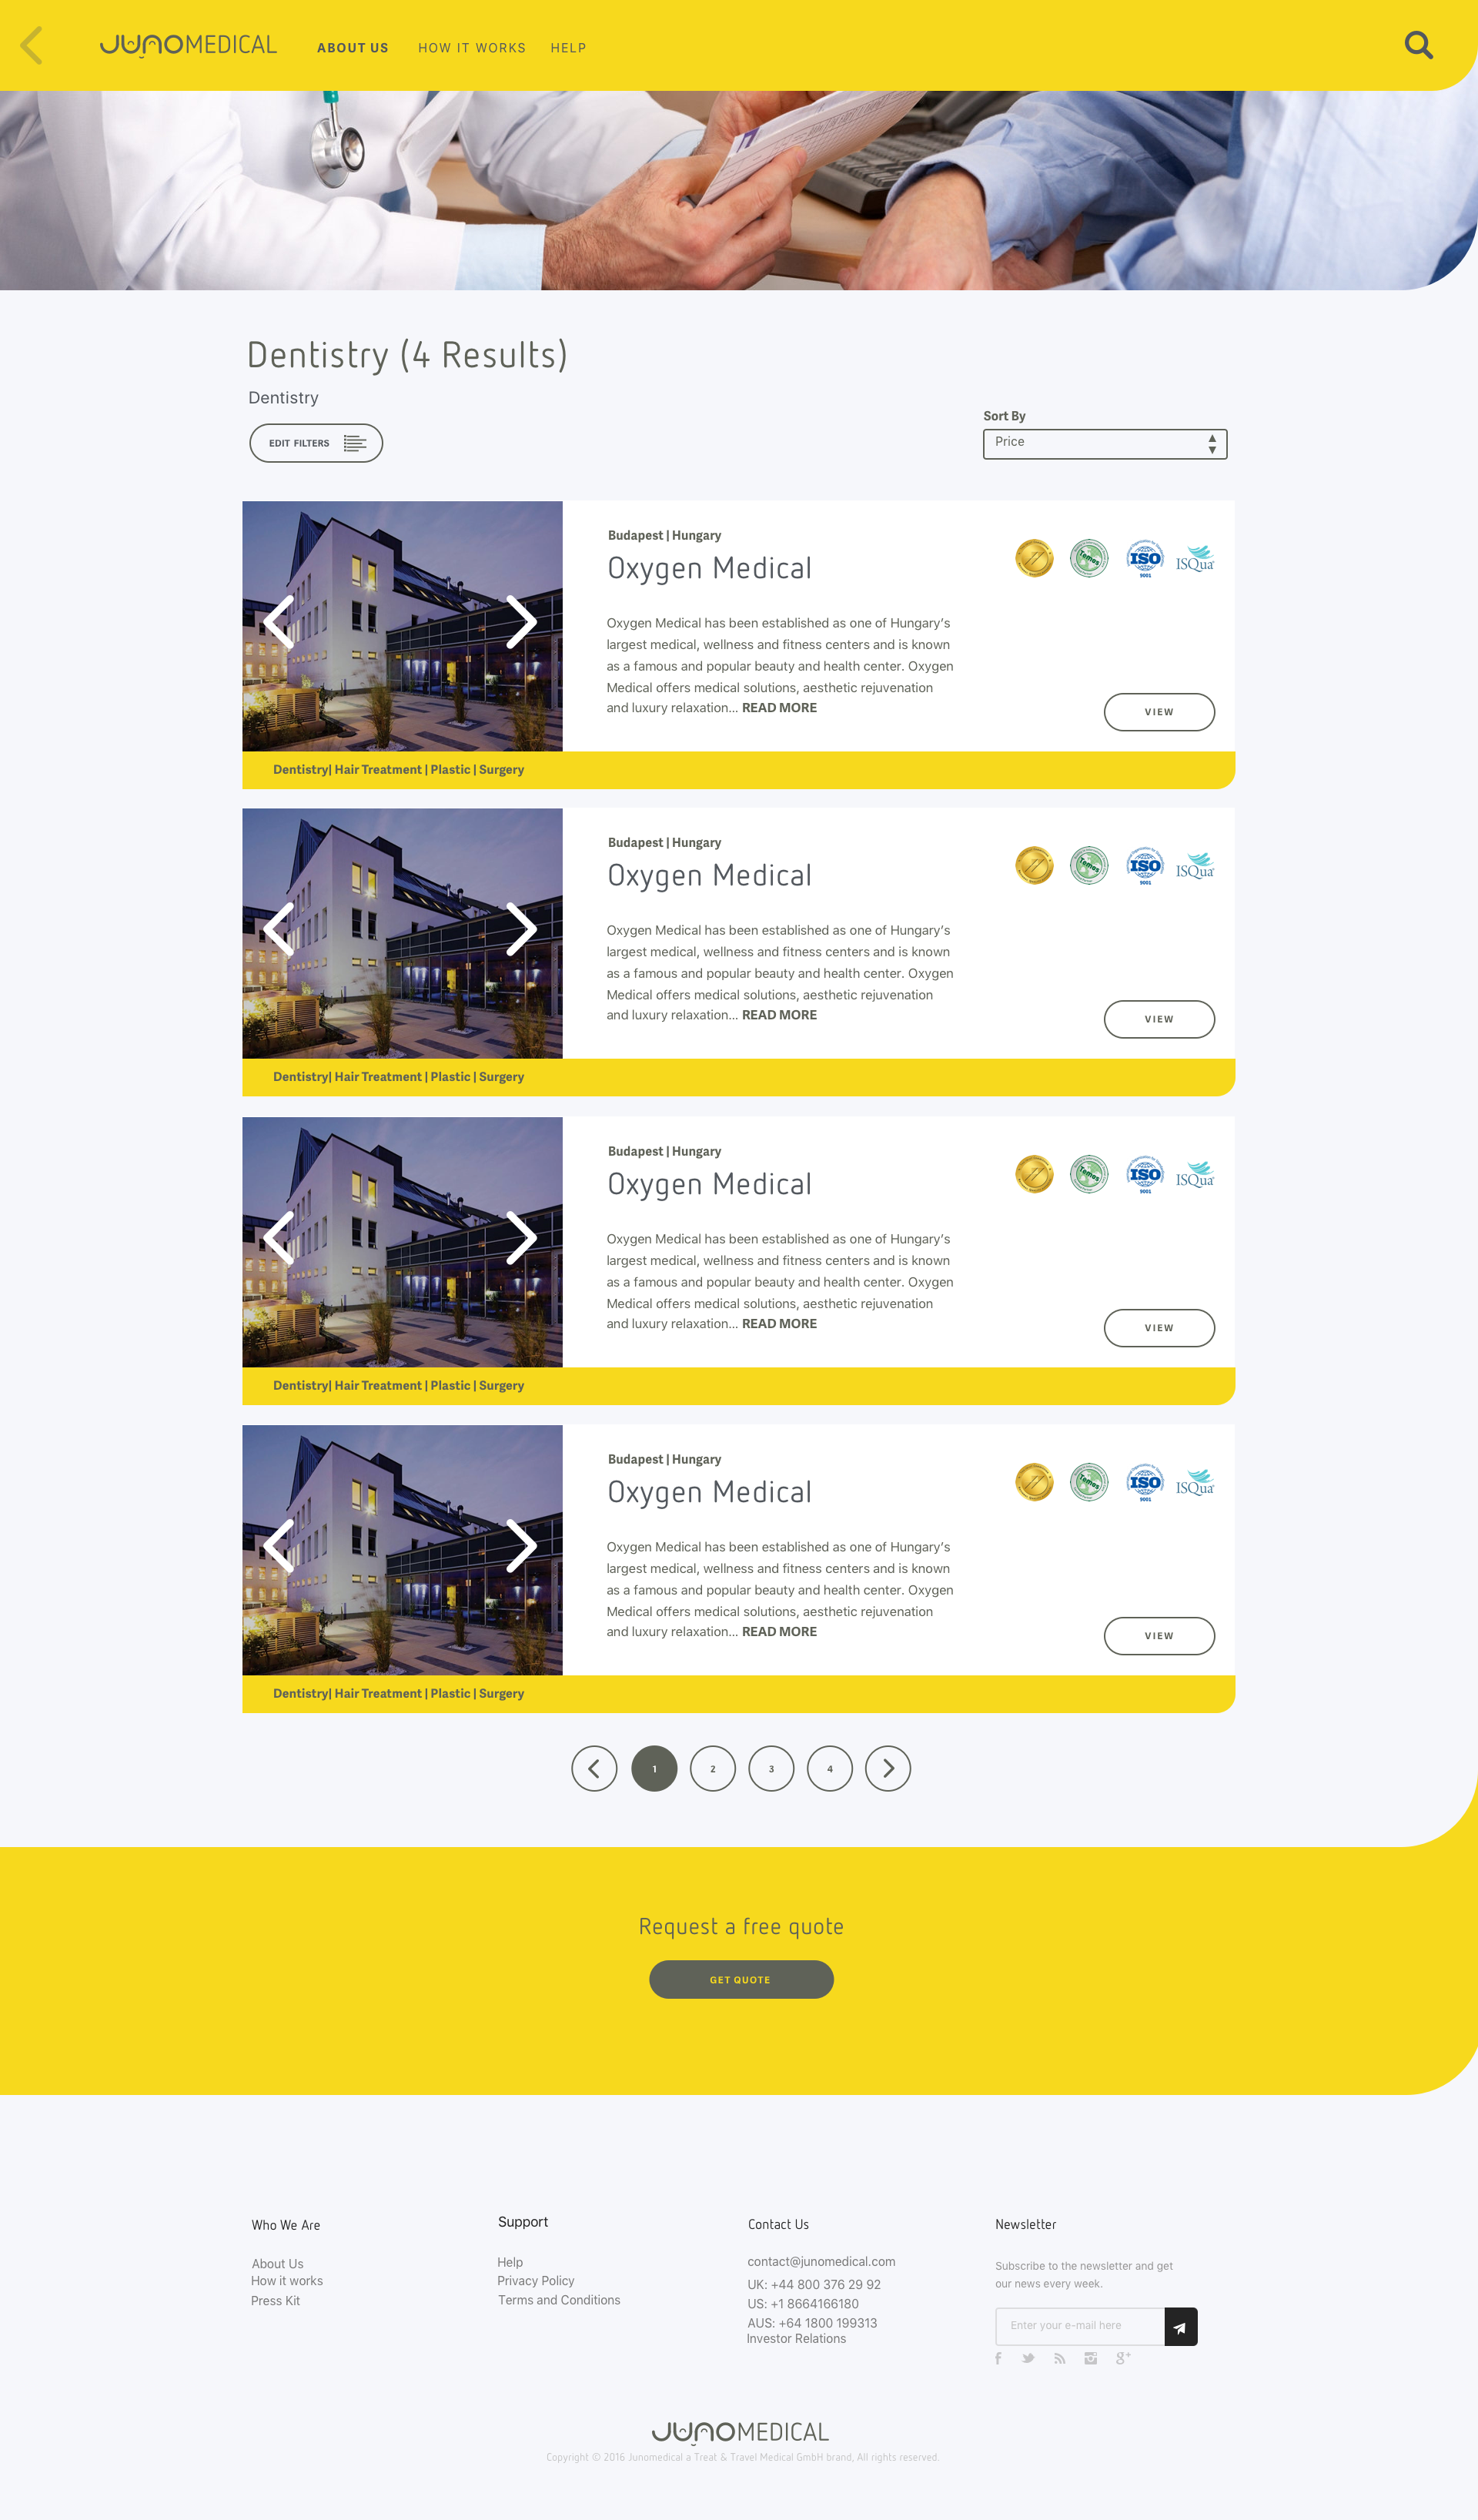 JUNOMEDICAL
ABOUT US
HOW IT WORKS
HELP
Dentistry (4 Results)
Dentistry
EDIT FILTERS
Sort By
Price
Budapest | Hungary
Oxygen Medical
Temos
ISO
9001
ISQua
Oxygen Medical has been established as one of Hungary's
largest medical, wellness and fitness centers and is known
as a famous and popular beauty and health center. Oxygen
Medical offers medical solutions, aesthetic rejuvenation
and luxury relaxation... READ MORE
VIEW
Dentistry| Hair Treatment | Plastic | Surgery
Budapest | Hungary
Oxygen Medical
Temos
ISO
9001
ISQua
Oxygen Medical has been established as one of Hungary's
largest medical, wellness and fitness centers and is known
as a famous and popular beauty and health center. Oxygen
Medical offers medical solutions, aesthetic rejuvenation
and luxury relaxation... READ MORE
VIEW
Dentistry| Hair Treatment | Plastic | Surgery
Budapest | Hungary
Oxygen Medical
Temos
ISO
9001
ISQua
Oxygen Medical has been established as one of Hungary's
largest medical, wellness and fitness centers and is known
as a famous and popular beauty and health center. Oxygen
Medical offers medical solutions, aesthetic rejuvenation
and luxury relaxation... READ MORE
VIEW
Dentistry| Hair Treatment | Plastic | Surgery
Budapest | Hungary
Oxygen Medical
Temos
ISO
9001
ISQua
Oxygen Medical has been established as one of Hungary's
largest medical, wellness and fitness centers and is known
as a famous and popular beauty and health center. Oxygen
Medical offers medical solutions, aesthetic rejuvenation
and luxury relaxation... READ MORE
VIEW
Dentistry| Hair Treatment | Plastic | Surgery
1 2 3 4
Request a free quote
GET QUOTE
Who We Are
About Us
How it works
Press Kit
Support
Help
Privacy Policy
Terms and Conditions
Contact Us
contact@junomedical.com
UK: +44 800 376 29 92
US: +1 8664166180
AUS: +64 1800 199313
Investor Relations
Newsletter
Subscribe to the newsletter and get
our news every week.
Enter your e-mail here
JUNOMEDICAL
Copyright © 2016 Junomedical a Treat & Travel Medical GmbH brand, All rights reserved.